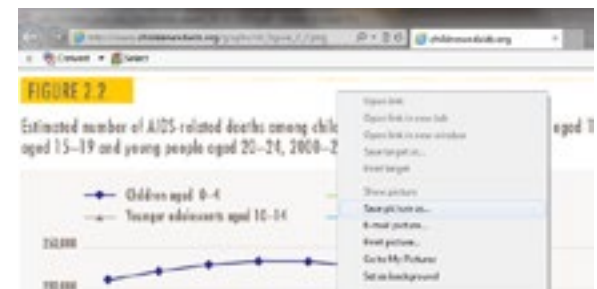 childrenandaids.org
x Convert Select
FIGURE 2.2
Estimated number of AIDS-related deaths among chil
aged 15–19 and young people aged 20–24, 2000–2
aged 1
Children aged 0–4
Younger adolescents aged 10–14
250,000
Open link
Open link in new tab
Open link in new window
Save target as...
Print target
Show picture
Save picture as...
E-mail picture...
Print picture...
Go to My Pictures
Set as background